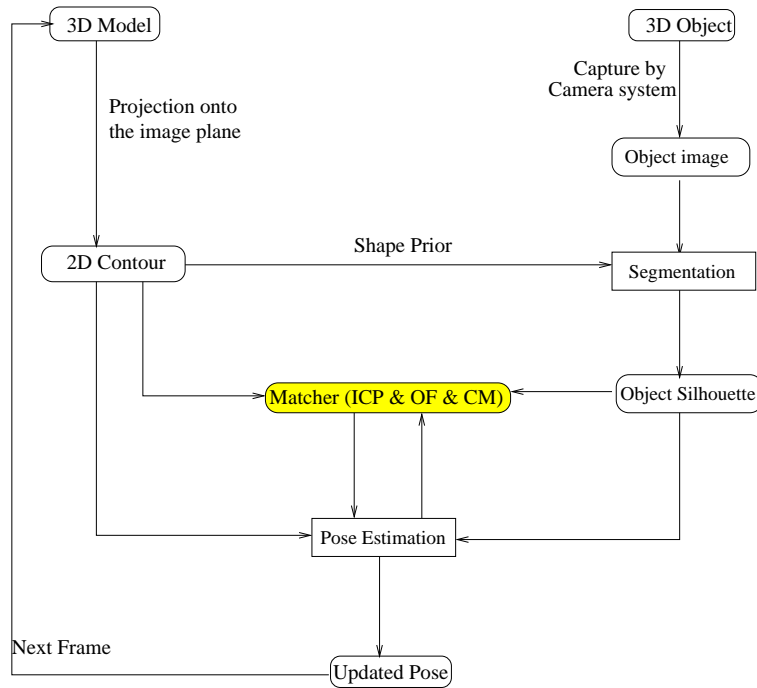 3D Model
3D Object
Capture by
Camera system
Projection onto
the image plane
Object image
Shape Prior
2D Contour
Segmentation
Matcher (ICP & OF & CM)
Object Silhouette
Pose Estimation
Next Frame
Updated Pose